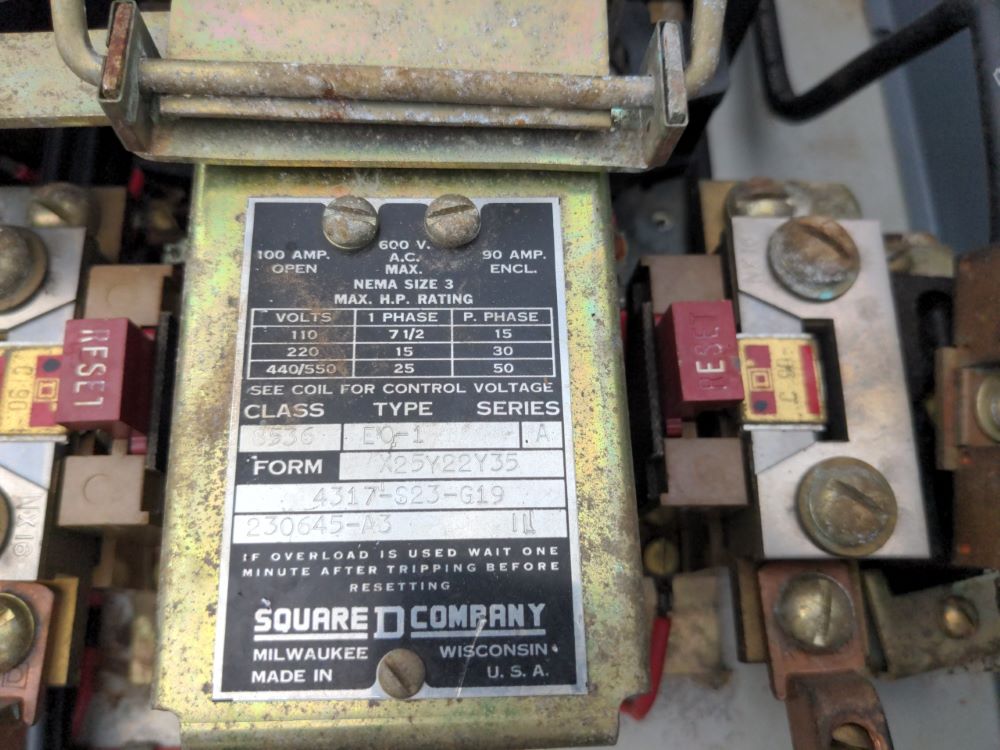 600 V.
100 AMP. A.C. 90 AMP.
OPEN MAX. ENCL.
NEMA SIZE 3
MAX. H.P. RATING
VOLTS 1 PHASE P. PHASE
110 7 1/2 15
220 15 30
440/550 25 50
SEE COIL FOR CONTROL VOLTAGE
CLASS TYPE SERIES
8536 EO-1 A
FORM X25Y22Y35
4317-S23-G19
230645-A3
IF OVERLOAD IS USED WAIT ONE
MINUTE AFTER TRIPPING BEFORE
RESETTING
SQUARE D COMPANY
MILWAUKEE WISCONSIN
MADE IN U.S.A.
RESET
RESET